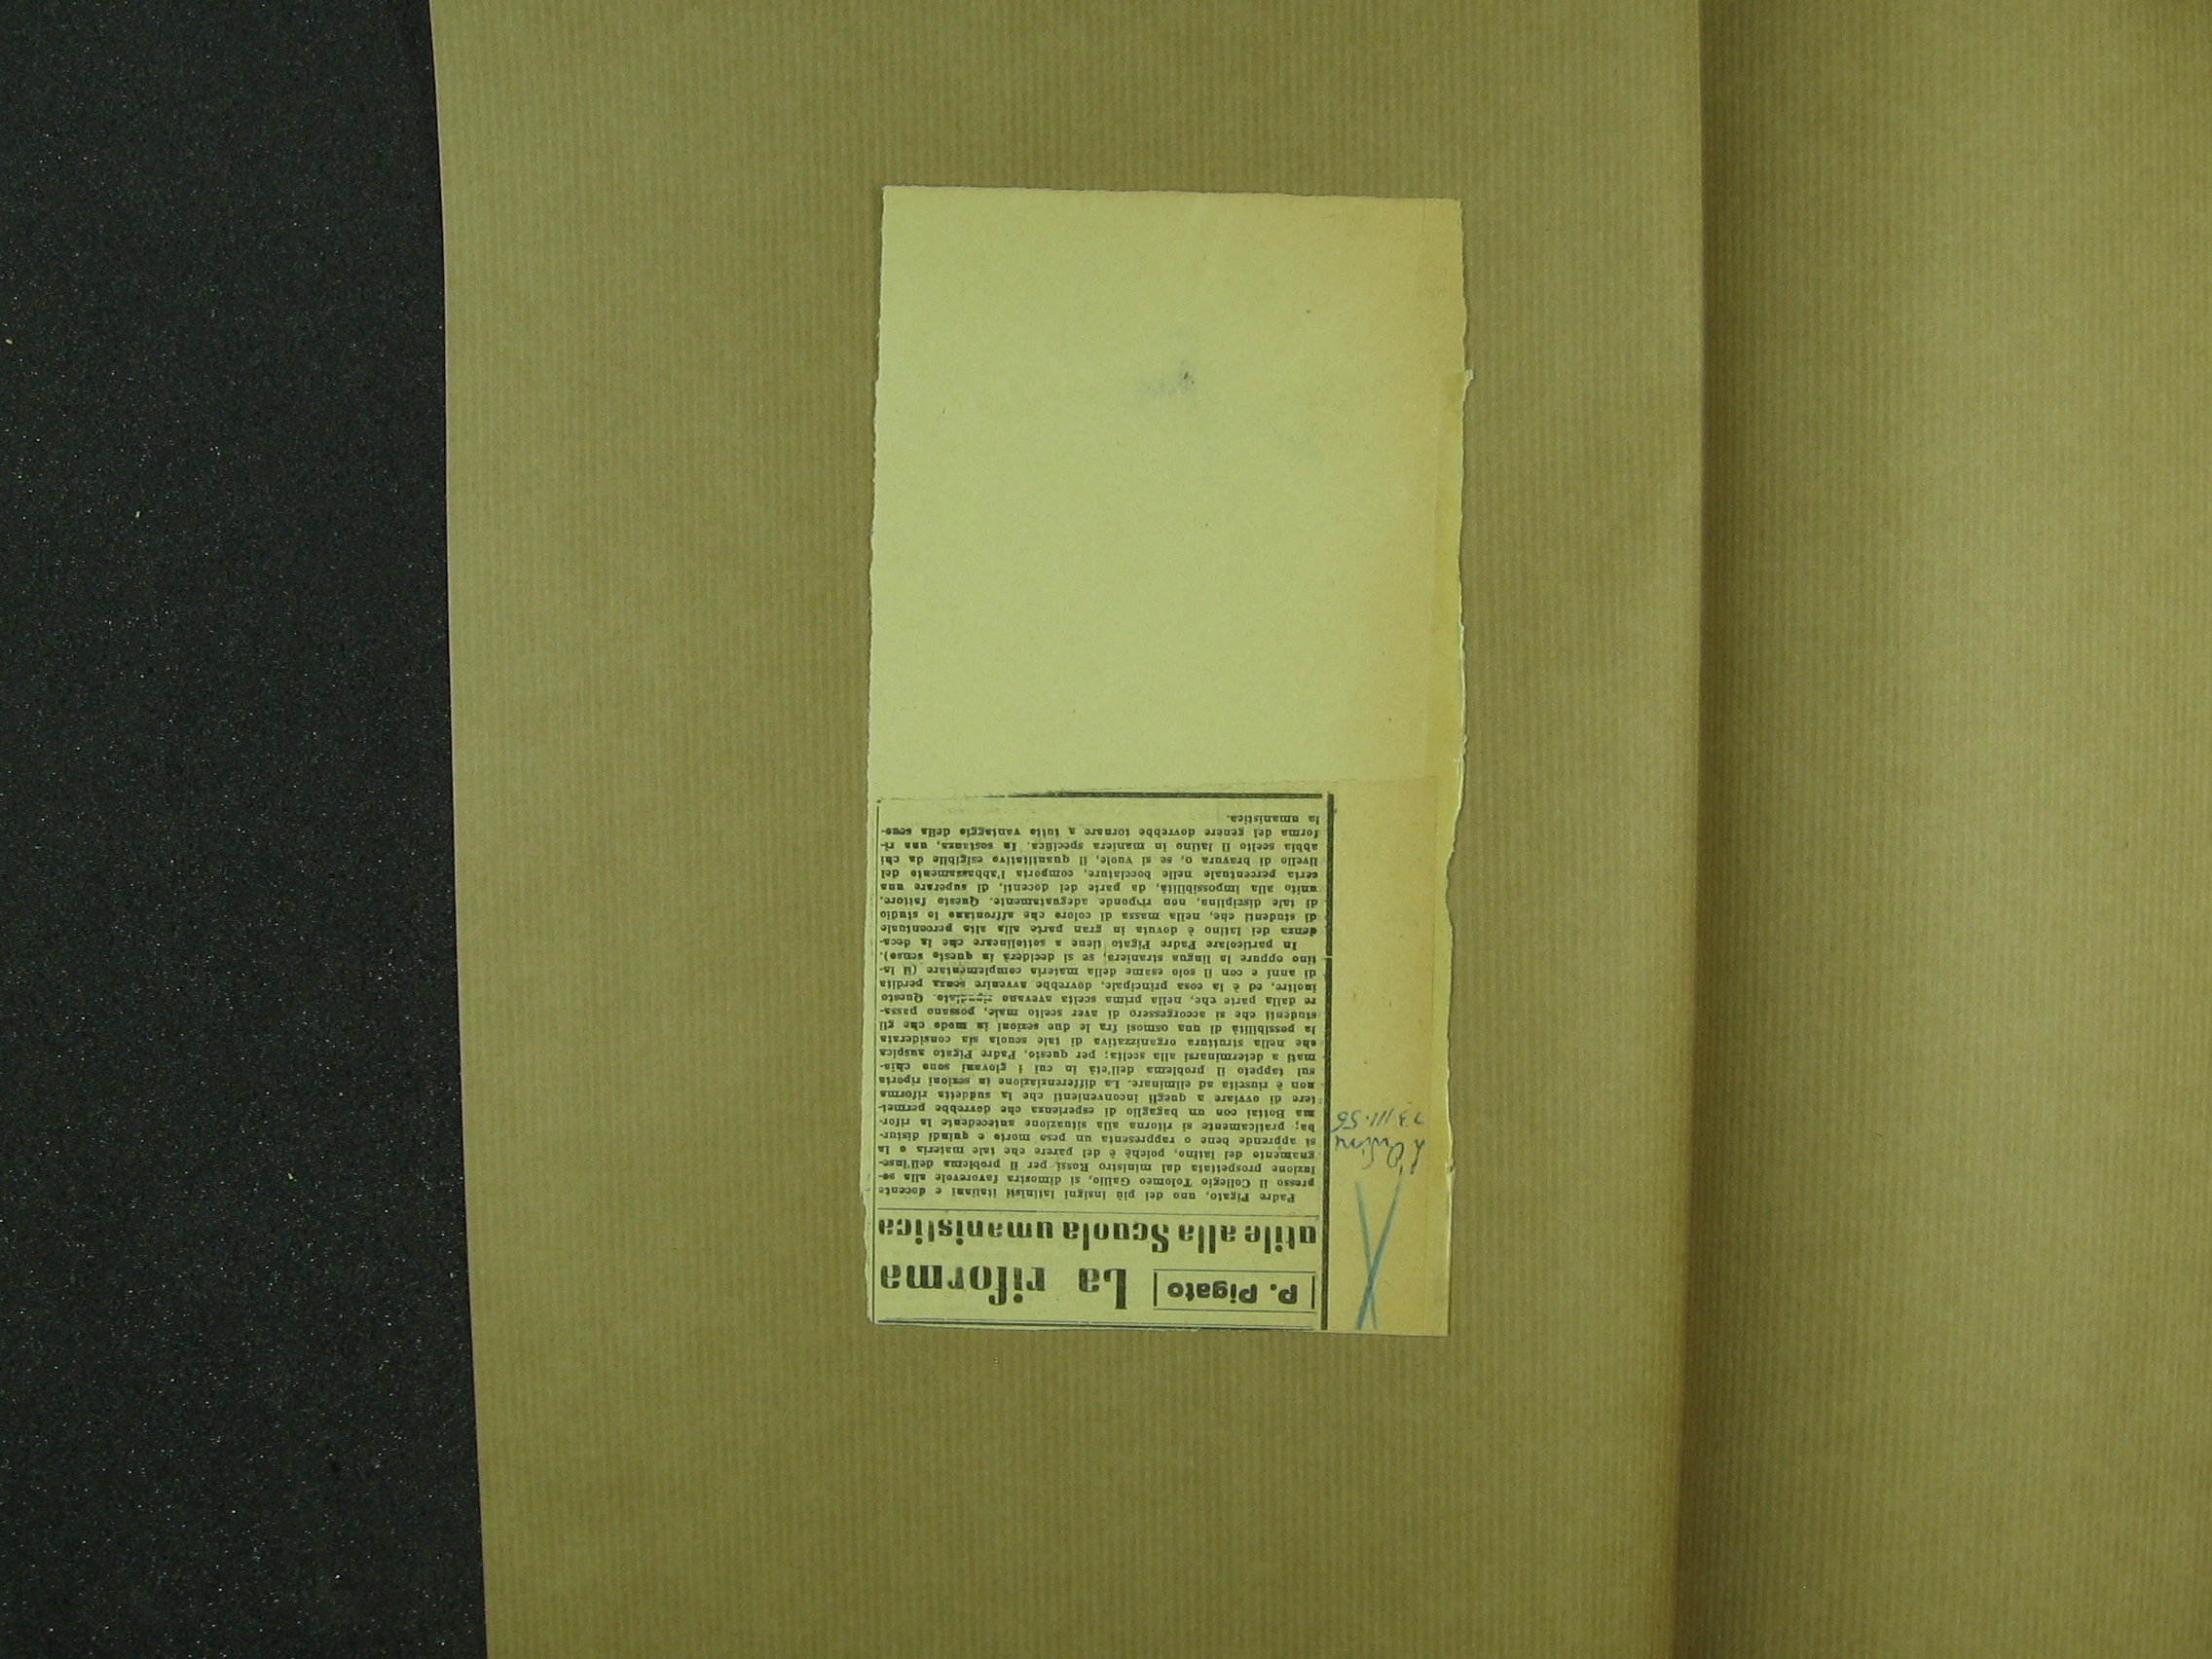 P. Pigato La riforma
utile alla Scuola umanistica
Padre Pigato, uno dei più insigni latinisti italiani e docente
presso il Collegio Tolomeo Gallio, si dimostra favorevole alla so-
luzione prospettata dal ministro Rossi per il problema dell'inse-
gnamento del latino, poichè è del parere che tale materia o la
si apprende bene o rappresenta un peso morto e quindi distur-
ba; praticamente si ritorna alla situazione antecedente la rifor-
ma Bottai con un bagaglio di esperienza che dovrebbe permet-
tere di ovviare a quegli inconvenienti che la suddetta riforma
non è riuscita ad eliminare. La differenziazione in sezioni riporta
sul tappeto il problema dell'età in cui i giovani sono chia-
mati a determinarsi alla scelta; per questo, Padre Pigato auspica
che nella struttura organizzativa di tale scuola sia considerata
la possibilità di una osmosi fra le due sezioni in modo che gli
studenti che si accorgessero di aver scelto male, possano passa-
re dalla parte che, nella prima scelta avevano Questo
inoltre, ed è la cosa principale, dovrebbe avvenire senza perdita
di anni e con il solo esame della materia complementare (il la-
tino oppure la lingua straniera, se si deciderà in questo senso).
In particolare Padre Pigato tiene a sottolineare che la deca-
denza del latino è dovuta in gran parte alla alta percentuale
di studenti che, nella massa di coloro che affrontano lo studio
di tale disciplina, non risponde adeguatamente. Questo fattore,
unito alla impossibilità, da parte dei docenti, di superare una
certa percentuale nelle bocciature, comporta l'abbassamento del
livello di bravura o, se si vuole, il quantitativo esigibile da chi
abbia scelto il latino in maniera specifica. In sostanza, una ri-
forma del genere dovrebbe tornare a tutto vantaggio della scuo-
la umanistica.
L'Ordine
23/III.56